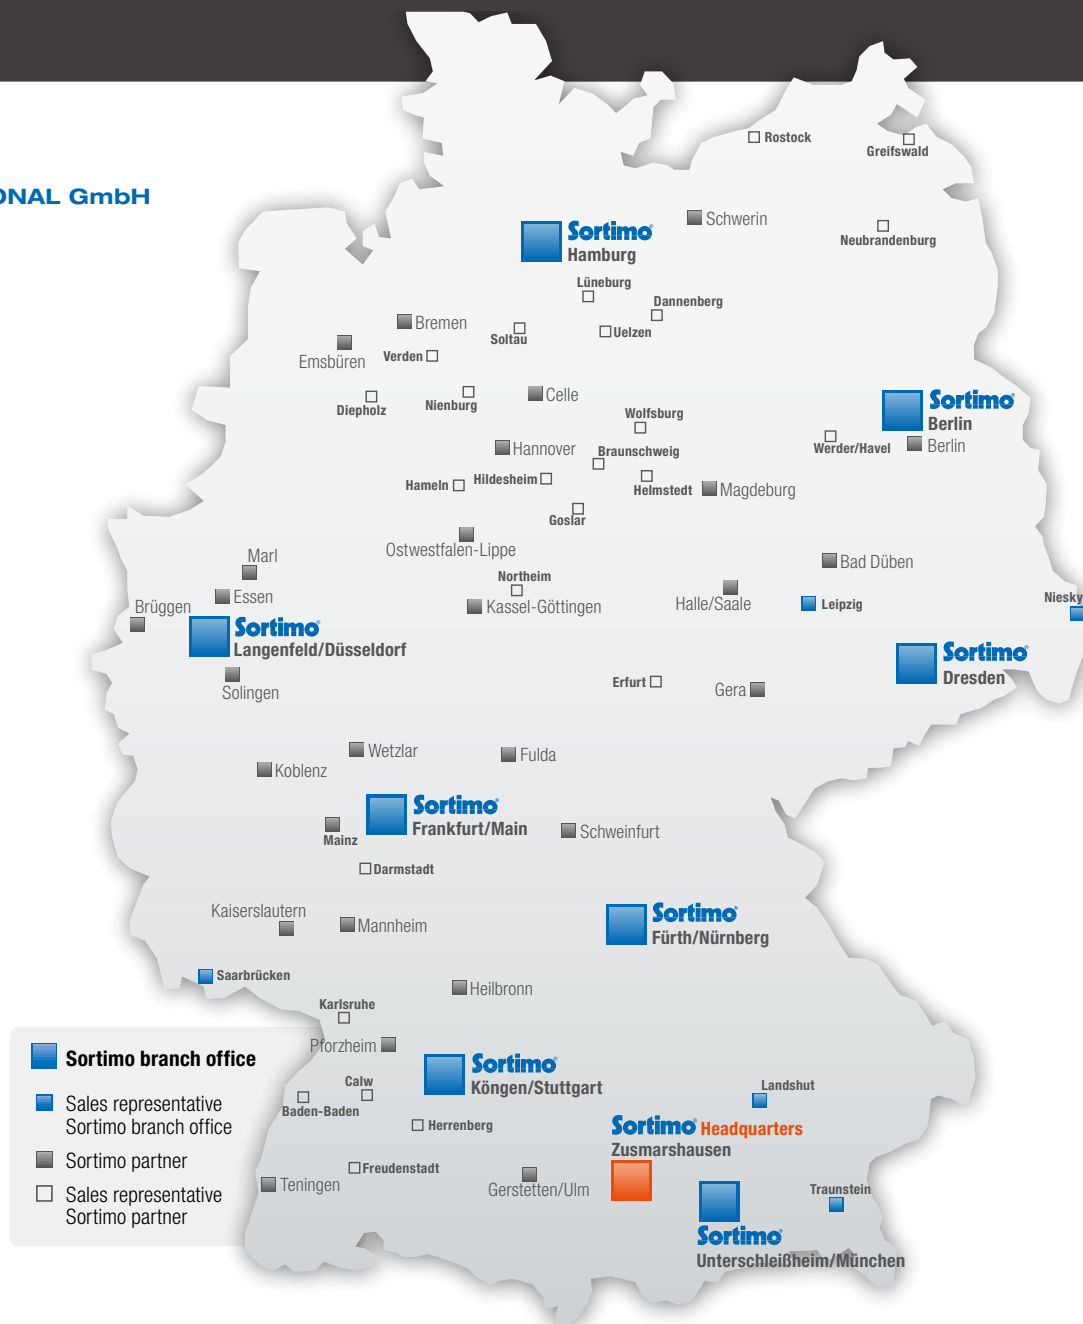 Rostock
Greifswald
ONAL GmbH
Schwerin
Sortimo®
Hamburg
Neubrandenburg
Lüneburg
Dannenberg
Bremen
Soltau
Uelzen
Emsbüren
Verden
Diepholz
Nienburg
Celle
Sortimo®
Berlin
Wolfsburg
Werder/Havel
Berlin
Hannover
Braunschweig
Hameln
Hildesheim
Helmstedt
Magdeburg
Goslar
Ostwestfalen-Lippe
Marl
Bad Düben
Northeim
Essen
Brüggen
Kassel-Göttingen
Halle/Saale
Leipzig
Niesky
Sortimo®
Langenfeld/Düsseldorf
Sortimo®
Dresden
Solingen
Erfurt
Gera
Wetzlar
Fulda
Koblenz
Sortimo®
Frankfurt/Main
Mainz
Schweinfurt
Darmstadt
Kaiserslautern
Mannheim
Sortimo®
Fürth/Nürnberg
Saarbrücken
Heilbronn
Karlsruhe
Pforzheim
Sortimo®
Köngen/Stuttgart
Calw
Baden-Baden
Landshut
Herrenberg
Sortimo® Headquarters
Zusmarshausen
Freudenstadt
Teningen
Gerstetten/Ulm
Traunstein
Sortimo®
Unterschleißheim/München
Sortimo branch office
Sales representative
Sortimo branch office
Sortimo partner
Sales representative
Sortimo partner